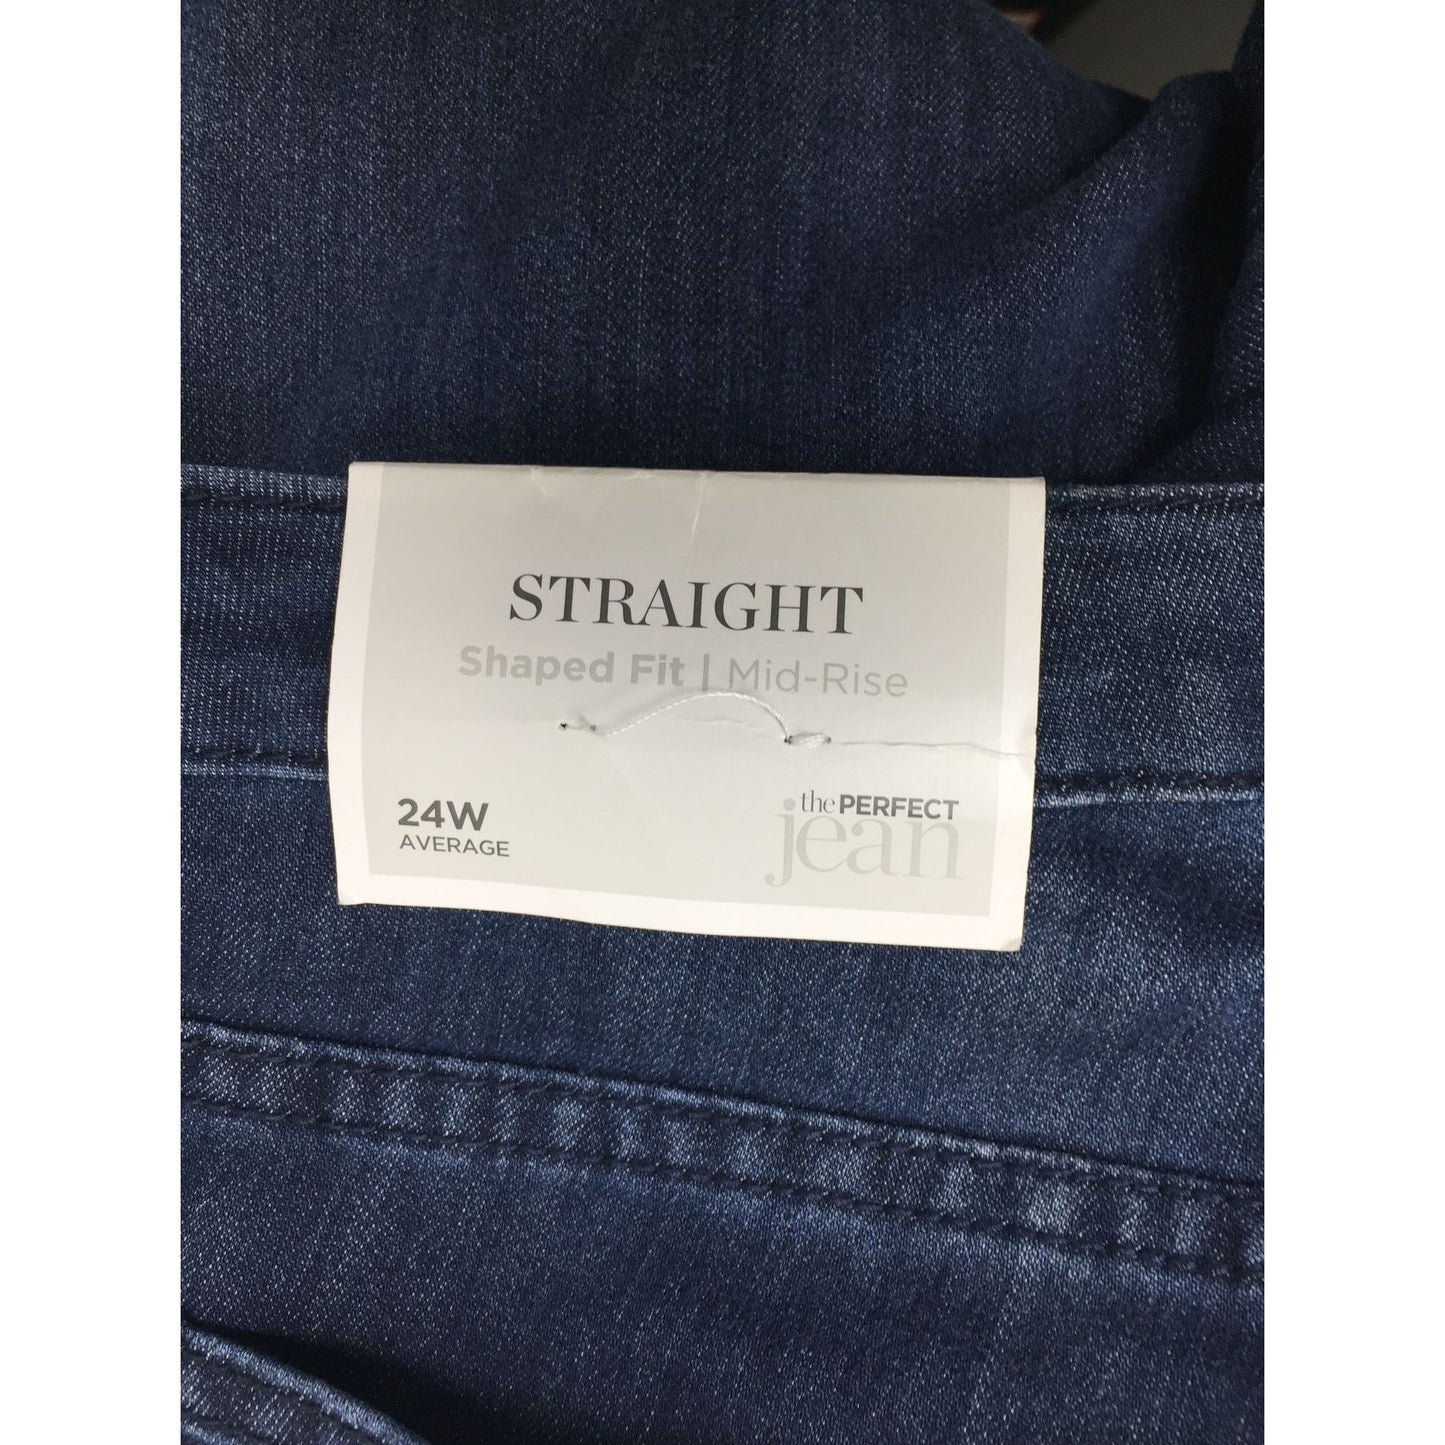 STRAIGHT
Shaped Fit | Mid-Rise
24W
AVERAGE
the PERFECT
jean